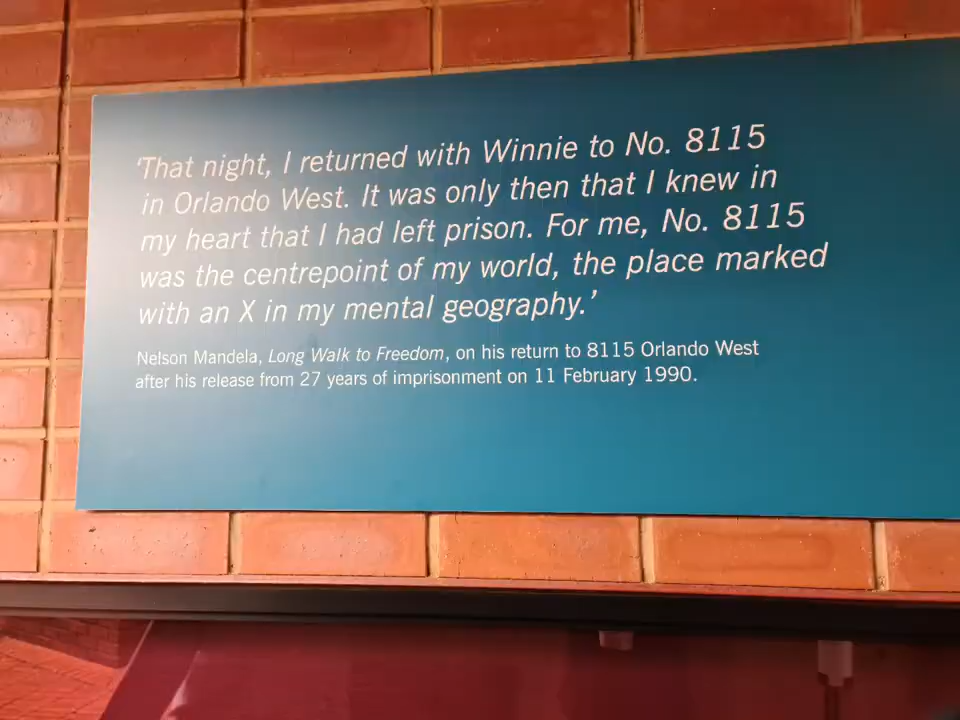 ‘That night, I returned with Winnie to No. 8115
in Orlando West. It was only then that I knew in
my heart that I had left prison. For me, No. 8115
was the centrepoint of my world, the place marked
with an X in my mental geography.’
Nelson Mandela, Long Walk to Freedom, on his return to 8115 Orlando West
after his release from 27 years of imprisonment on 11 February 1990.